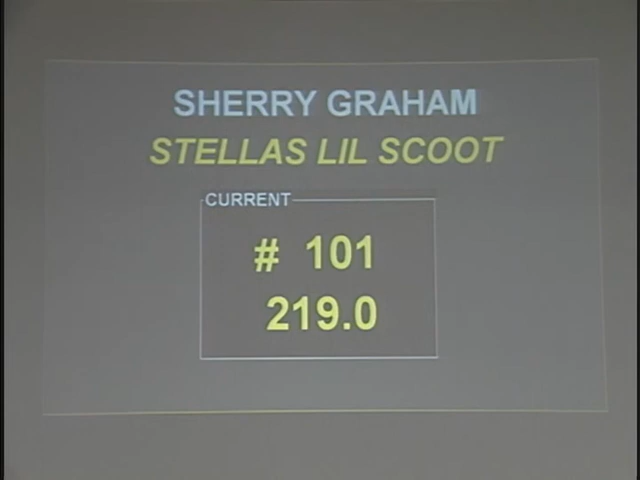 SHERRY GRAHAM
STELLAS LIL SCOOT
CURRENT
# 101
219.0